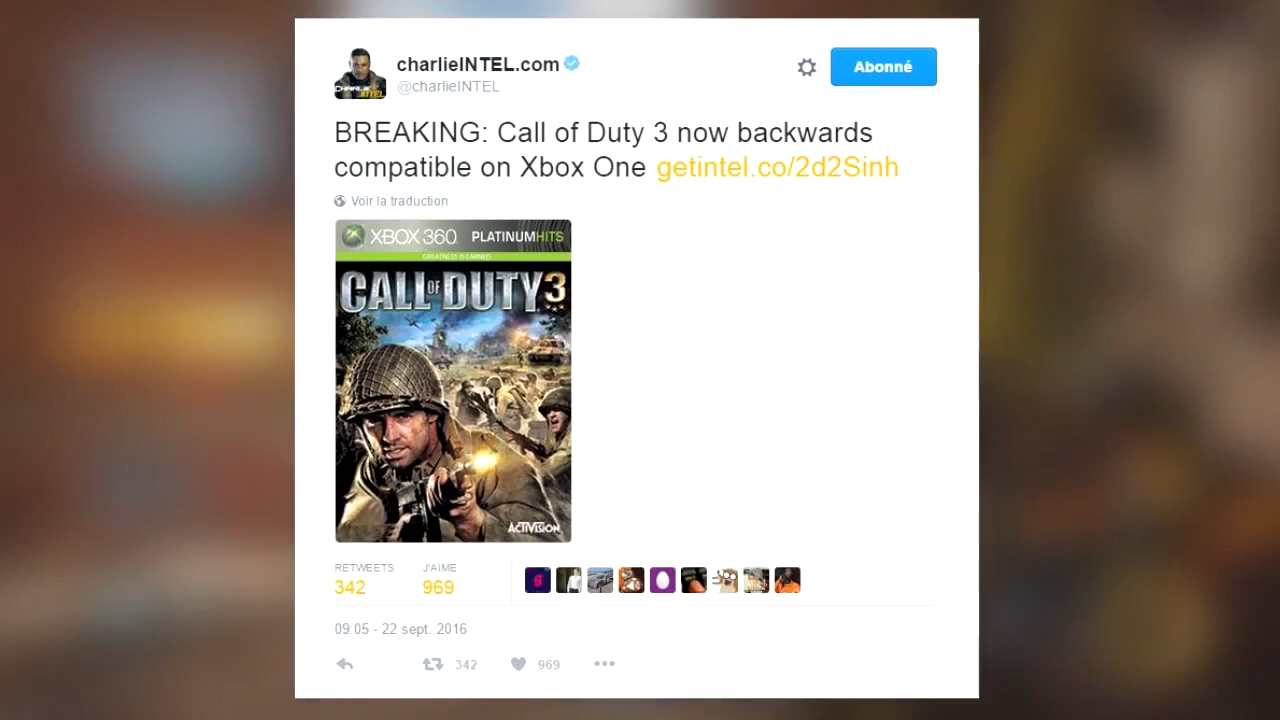 charlieINTEL.com
@charlieINTEL
Abonné
BREAKING: Call of Duty 3 now backwards
compatible on Xbox One getintel.co/2d2Sinh
Voir la traduction
XBOX 360 PLATINUMHITS
GREATNESS IS EARNED
CALL OF DUTY 3
ACTIVISION
RETWEETS J'AIME
342 969
09:05 - 22 sept. 2016
342 969